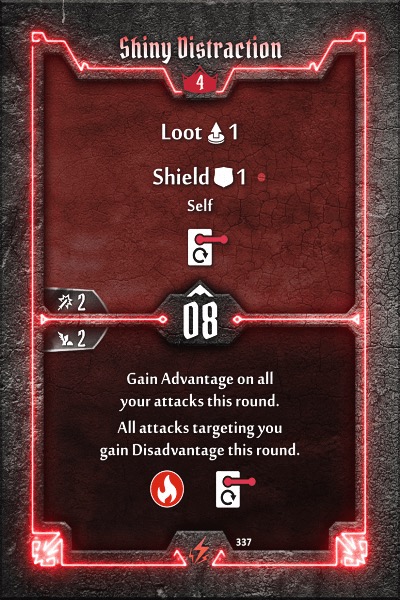 Shiny Distraction
4
Loot 1
Shield 1
Self
2
08
2
Gain Advantage on all
your attacks this round.
All attacks targeting you
gain Disadvantage this round.
337